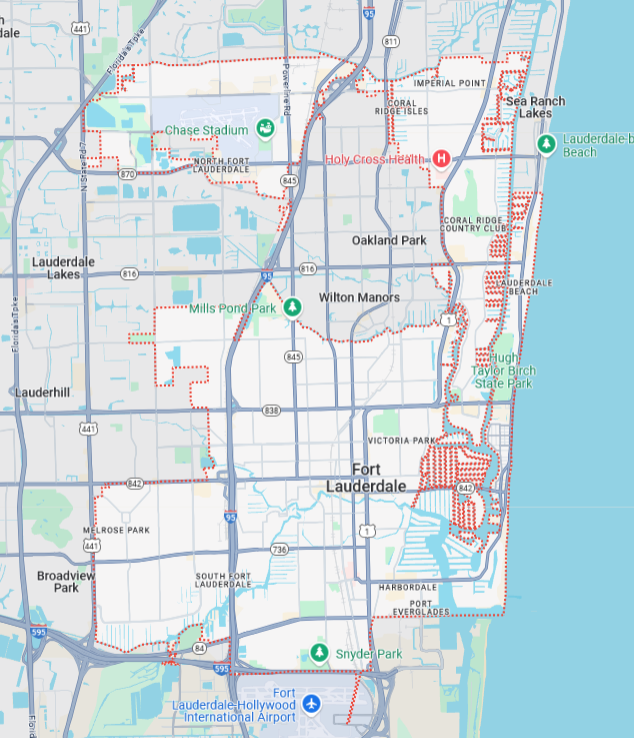 441
h
dale
Florida's Tpke
95
811
IMPERIAL POINT
CORAL
RIDGE ISLES
Sea Ranch
Lakes
Powerline Rd
Chase Stadium
Lauderdale-b
Beach
Holy Cross Health
H
NORTH FORT
LAUDERDALE
N State Rd 7
870
845
CORAL RIDGE
COUNTRY CLUB
Oakland Park
Lauderdale
Lakes
816
95
816
LAUDERDALE
BEACH
Wilton Manors
Mills Pond Park
Florida's Tpke
1
845
Hugh
Taylor Birch
State Park
Lauderhill
838
441
VICTORIA PARK
Fort
Lauderdale
842
842
95
MELROSE PARK
1
441
736
Broadview
Park
SOUTH FORT
LAUDERDALE
HARBORDALE
PORT
EVERGLADES
595
84
Snyder Park
595
Fort
Lauderdale-Hollywood
International Airport